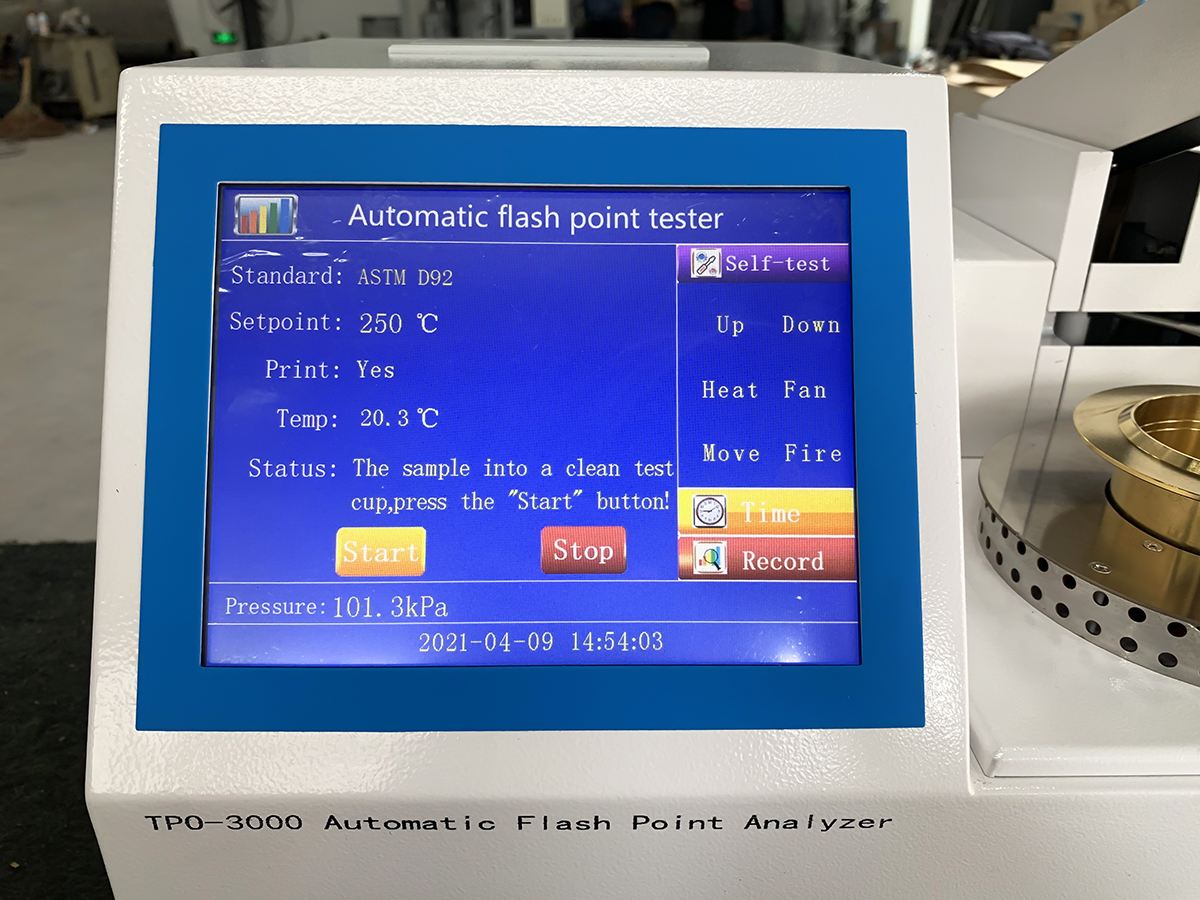 Automatic flash point tester
Standard: ASTM D92
Setpoint: 250 ℃
Print: Yes
Temp: 20.3 ℃
Status: The sample into a clean test
cup,press the "Start" button!
Start Stop
Self-test
Up Down
Heat Fan
Move Fire
Time
Record
Pressure: 101.3kPa
2021-04-09 14:54:03
TPO-3000 Automatic Flash Point Analyzer